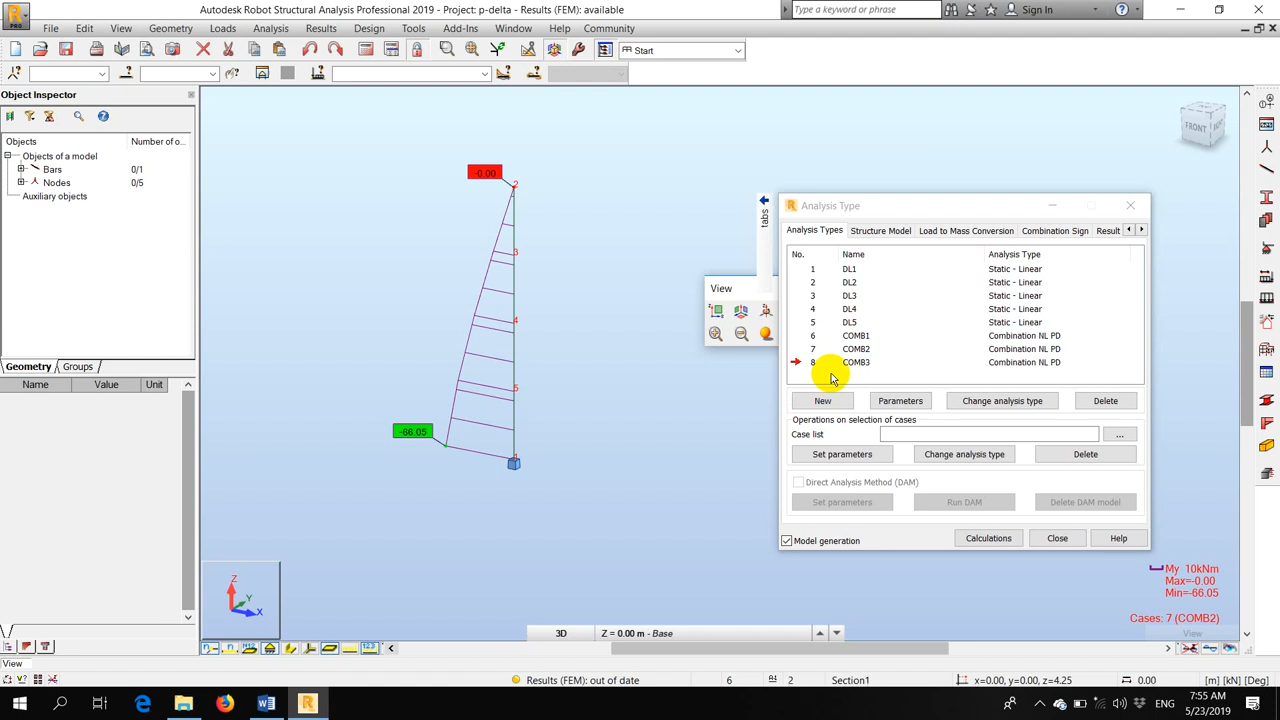 Autodesk Robot Structural Analysis Professional 2019 - Project: p-delta - Results (FEM): available
Type a keyword or phrase
Sign In
PRO
File Edit View Geometry Loads Analysis Results Design Tools Add-Ins Window Help Community
Start
Object Inspector
Objects Number of o...
Objects of a model
Bars 0/1
Nodes 0/5
Auxiliary objects
Geometry Groups
Name Value Unit
-0.00
2
3
4
5
-66.05
FRONT
tabs
View
Analysis Type
Analysis Types Structure Model Load to Mass Conversion Combination Sign Result
No. Name Analysis Type
1 DL1 Static - Linear
2 DL2 Static - Linear
3 DL3 Static - Linear
4 DL4 Static - Linear
5 DL5 Static - Linear
6 COMB1 Combination NL PD
7 COMB2 Combination NL PD
8 COMB3 Combination NL PD
New Parameters Change analysis type Delete
Operations on selection of cases
Case list ...
Set parameters Change analysis type Delete
Direct Analysis Method (DAM)
Set parameters Run DAM Delete DAM model
Model generation Calculations Close Help
My 10kNm
Max=-0.00
Min=-66.05
Cases: 7 (COMB2)
Z
Y
X
3D Z = 0.00 m - Base
View
View
Results (FEM): out of date 6 2 Section1 x=0.00, y=0.00, z=4.25 0.00 [m] [kN] [Deg]
ENG
7:55 AM
5/23/2019